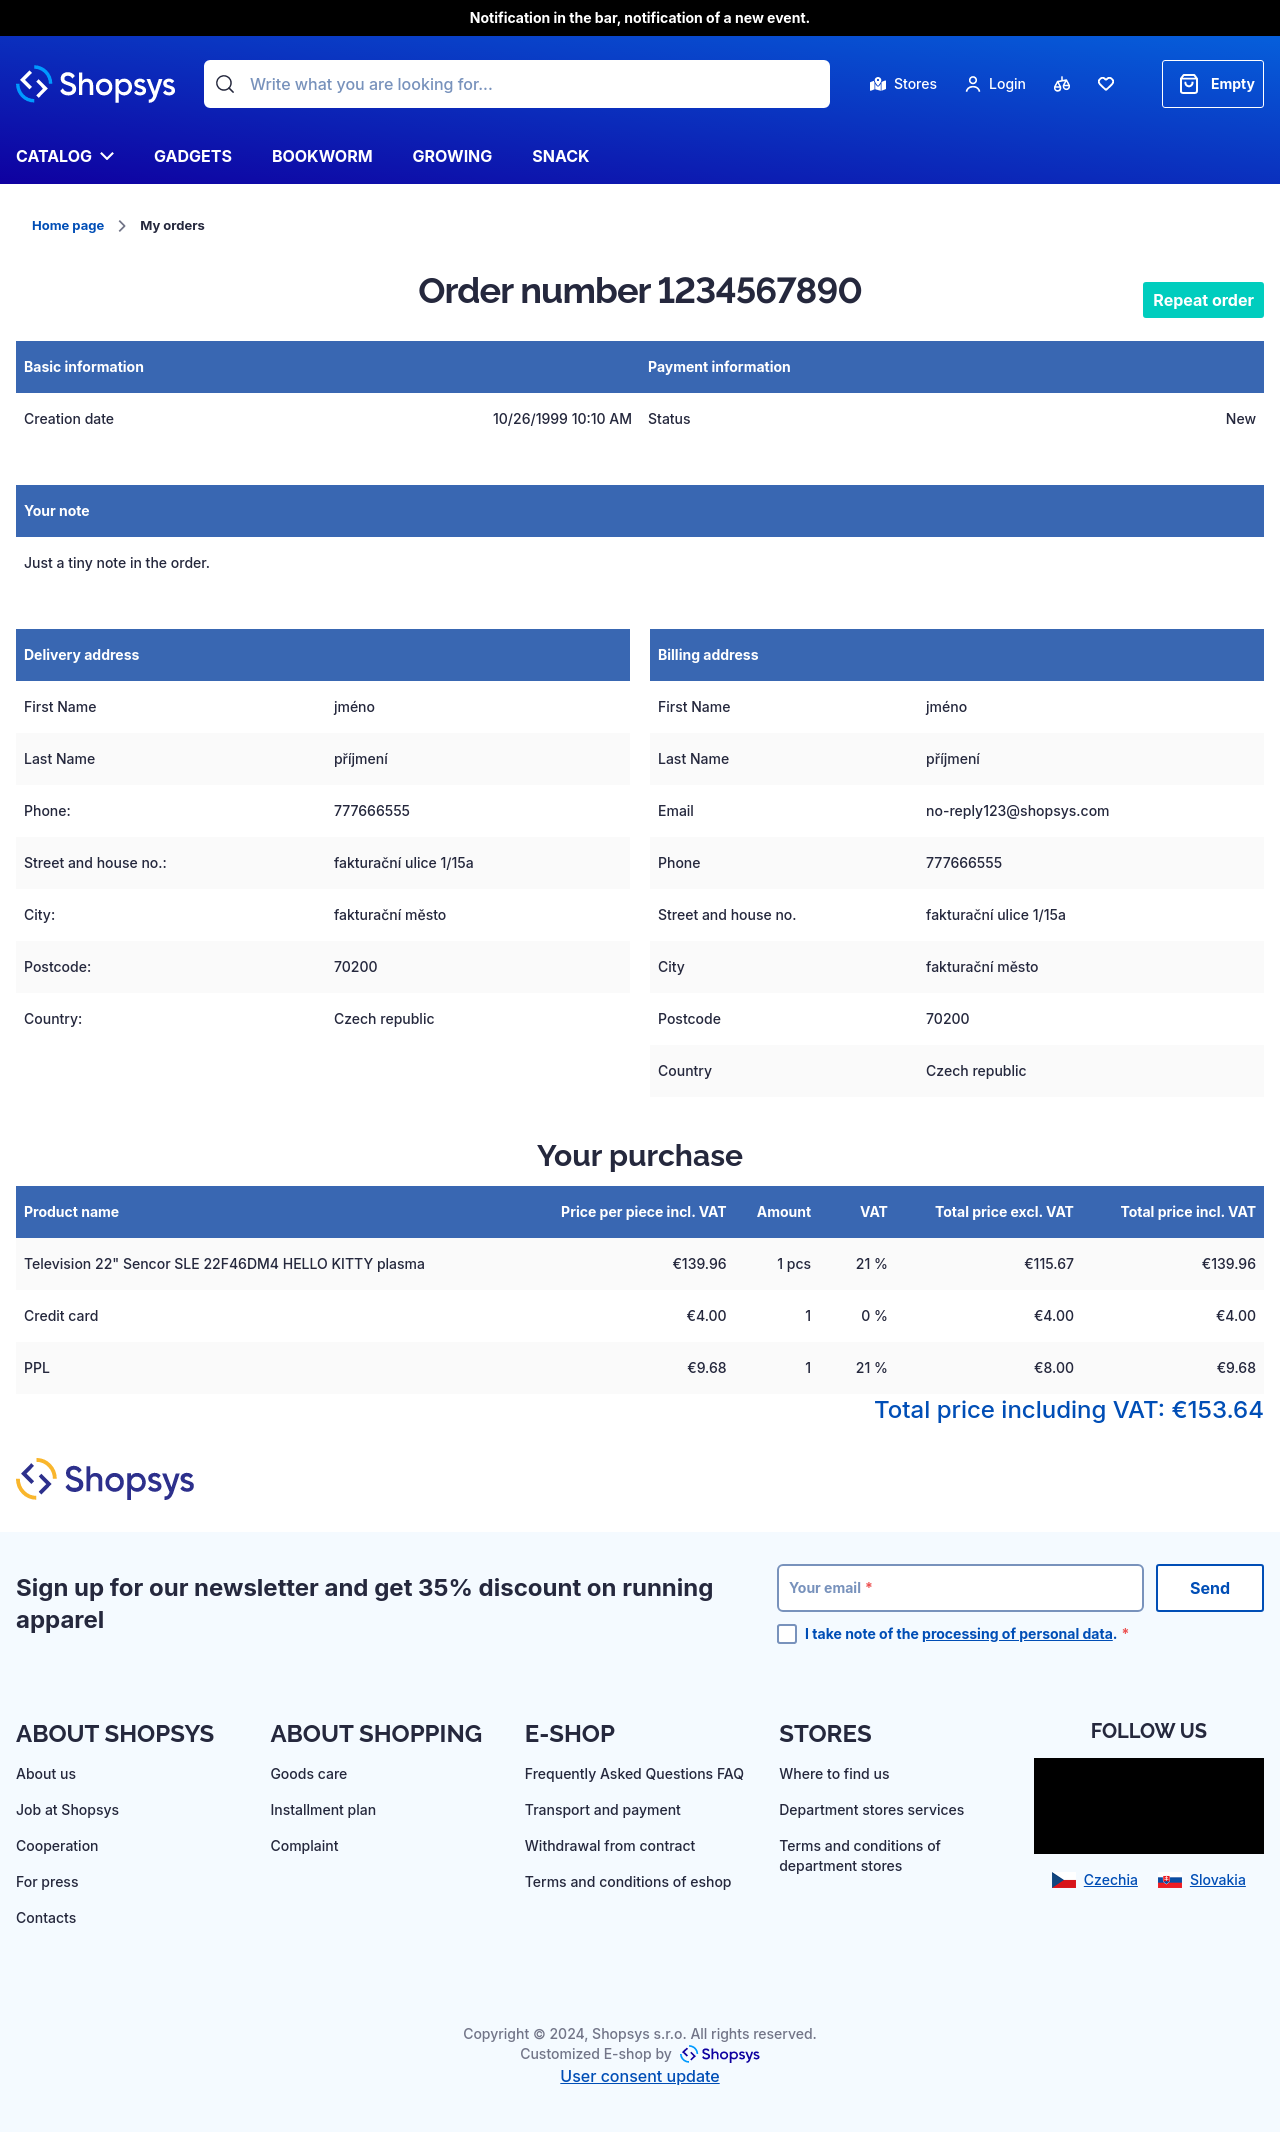 Notification in the bar, notification of a new event.
Shopsys
Write what you are looking for...
Stores
Login
Empty
CATALOG
GADGETS
BOOKWORM
GROWING
SNACK
Home page
My orders
Order number 1234567890
Repeat order
Basic information
Payment information
Creation date
10/26/1999 10:10 AM
Status
New
Your note
Just a tiny note in the order.
Delivery address
First Name
jméno
Last Name
příjmení
Phone:
777666555
Street and house no.:
fakturační ulice 1/15a
City:
fakturační město
Postcode:
70200
Country:
Czech republic
Billing address
First Name
jméno
Last Name
příjmení
Email
no-reply123@shopsys.com
Phone
777666555
Street and house no.
fakturační ulice 1/15a
City
fakturační město
Postcode
70200
Country
Czech republic
Your purchase
Product name
Price per piece incl. VAT
Amount
VAT
Total price excl. VAT
Total price incl. VAT
Television 22" Sencor SLE 22F46DM4 HELLO KITTY plasma
€139.96
1 pcs
21 %
€115.67
€139.96
Credit card
€4.00
1
0 %
€4.00
€4.00
PPL
€9.68
1
21 %
€8.00
€9.68
Total price including VAT: €153.64
Shopsys
Sign up for our newsletter and get 35% discount on running
apparel
Your email *
Send
I take note of the processing of personal data. *
ABOUT SHOPSYS
About us
Job at Shopsys
Cooperation
For press
Contacts
ABOUT SHOPPING
Goods care
Installment plan
Complaint
E-SHOP
Frequently Asked Questions FAQ
Transport and payment
Withdrawal from contract
Terms and conditions of eshop
STORES
Where to find us
Department stores services
Terms and conditions of
department stores
FOLLOW US
Czechia
Slovakia
Copyright © 2024, Shopsys s.r.o. All rights reserved.
Customized E-shop by Shopsys
User consent update